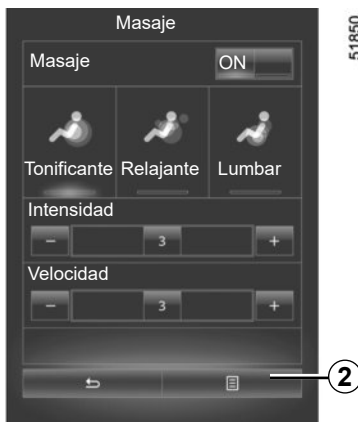 Masaje
51850
Masaje ON
Tonificante Relajante Lumbar
Intensidad
− 3 +
Velocidad
− 3 +
2